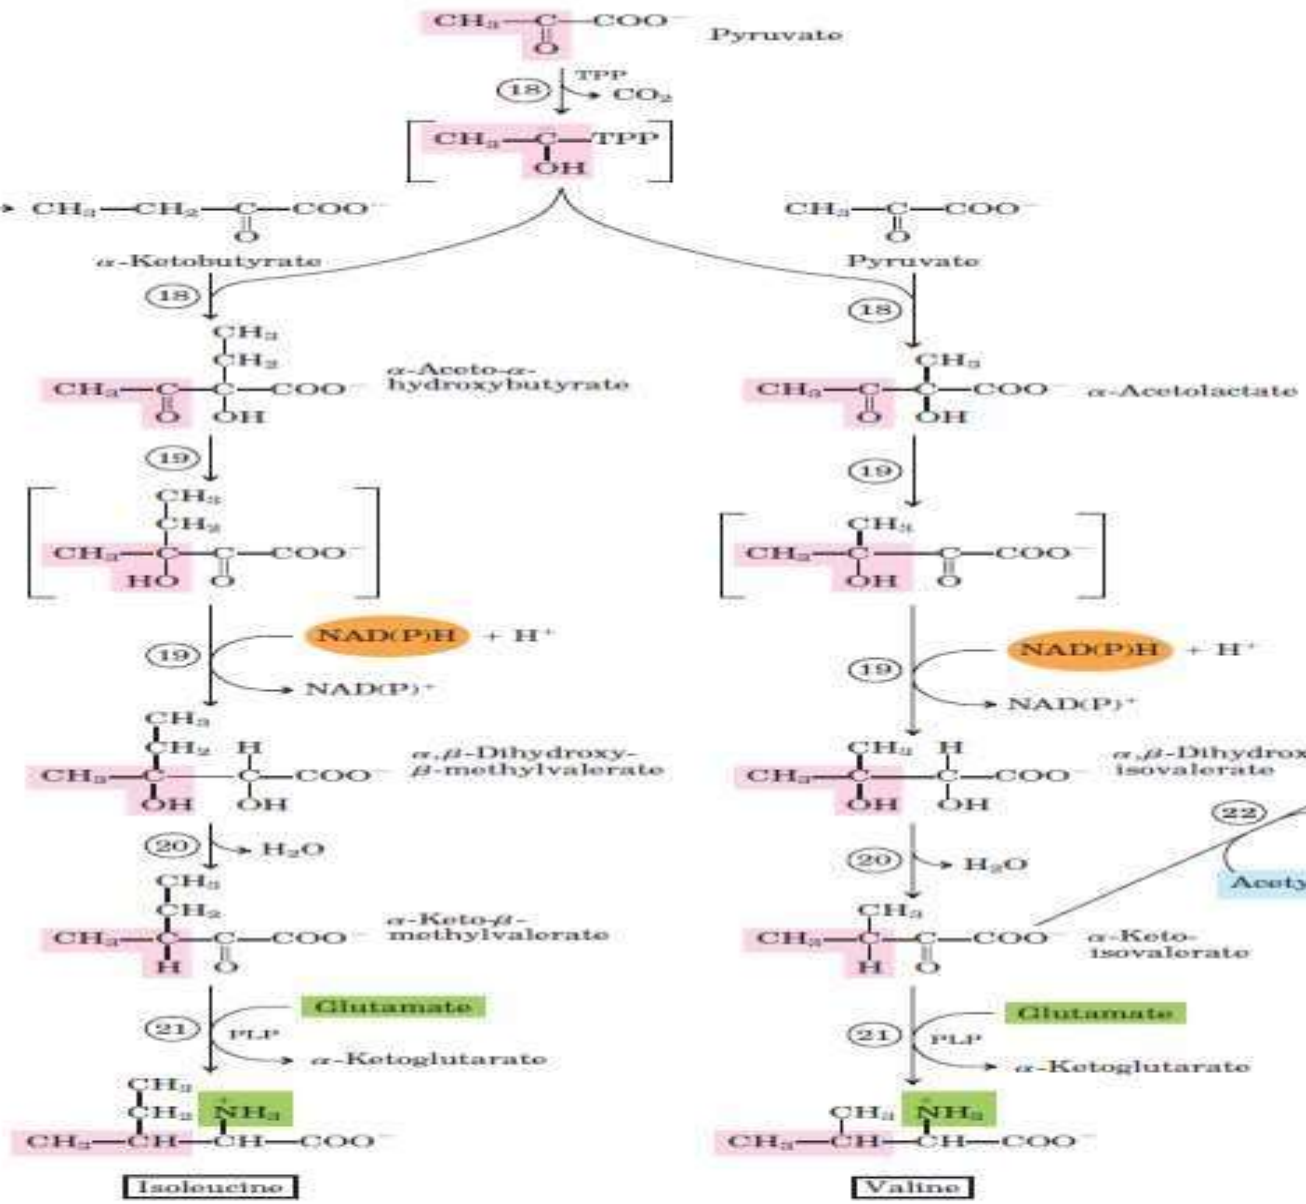 CH₃—C—COO⁻ Pyruvate
O
TPP
18 CO₂
CH₃—C—TPP
OH
CH₃—CH₂—C—COO⁻
O
α-Ketobutyrate
CH₃—C—COO⁻
O
Pyruvate
18
18
CH₃
CH₂
CH₃—C—C—COO⁻
O OH
α-Aceto-α-
hydroxybutyrate
CH₃
CH₃—C—C—COO⁻ α-Acetolactate
O OH
19
19
CH₃
CH₂
CH₃—C—C—COO⁻
HO O
CH₃
CH₃—C—C—COO⁻
OH O
19 NAD(P)H + H⁺
NAD(P)⁺
19 NAD(P)H + H⁺
NAD(P)⁺
CH₃
CH₂ H
CH₃—C—C—COO⁻
OH OH
α,β-Dihydroxy-
β-methylvalerate
CH₃ H
CH₃—C—C—COO⁻
OH OH
α,β-Dihydrox
isovalerate
20 H₂O
20 H₂O
22
Acety
CH₃
CH₂
CH₃—C—C—COO⁻
H O
α-Keto-β-
methylvalerate
CH₃
CH₃—C—C—COO⁻
H O
α-Keto-
isovalerate
Glutamate
21 PLP
α-Ketoglutarate
Glutamate
21 PLP
α-Ketoglutarate
CH₃
CH₂ ⁺NH₃
CH₃—CH—CH—COO⁻
Isoleucine
CH₃ ⁺NH₃
CH₃—CH—CH—COO⁻
Valine